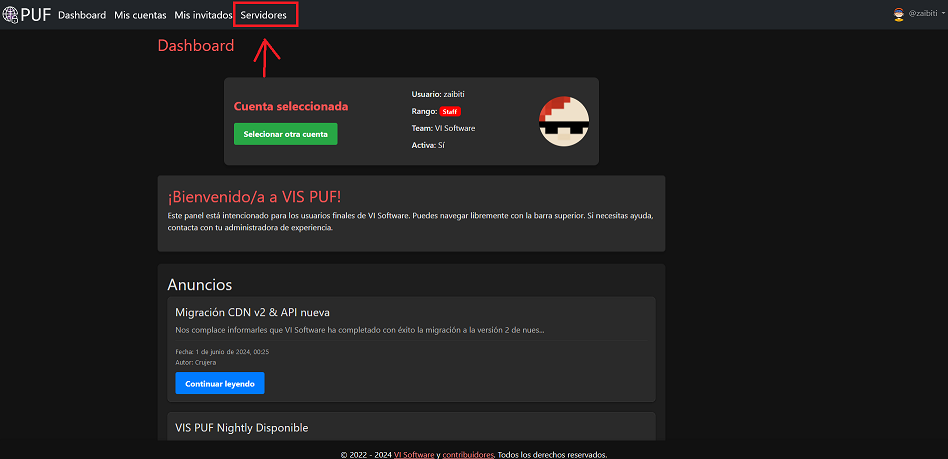 PUF Dashboard Mis cuentas Mis invitados Servidores @zaibiti
Dashboard
Cuenta seleccionada
Selecionar otra cuenta
Usuario: zaibiti
Rango: Staff
Team: VI Software
Activa: Sí
¡Bienvenido/a a VIS PUF!
Este panel está intencionado para los usuarios finales de VI Software. Puedes navegar libremente con la barra superior. Si necesitas ayuda,
contacta con tu administradora de experiencia.
Anuncios
Migración CDN v2 & API nueva
Nos complace informarles que VI Software ha completado con éxito la migración a la versión 2 de nues...
Fecha: 1 de junio de 2024, 00:25
Autor: Crujera
Continuar leyendo
VIS PUF Nightly Disponible
© 2022 - 2024 VI Software y contribuidores. Todos los derechos reservados.